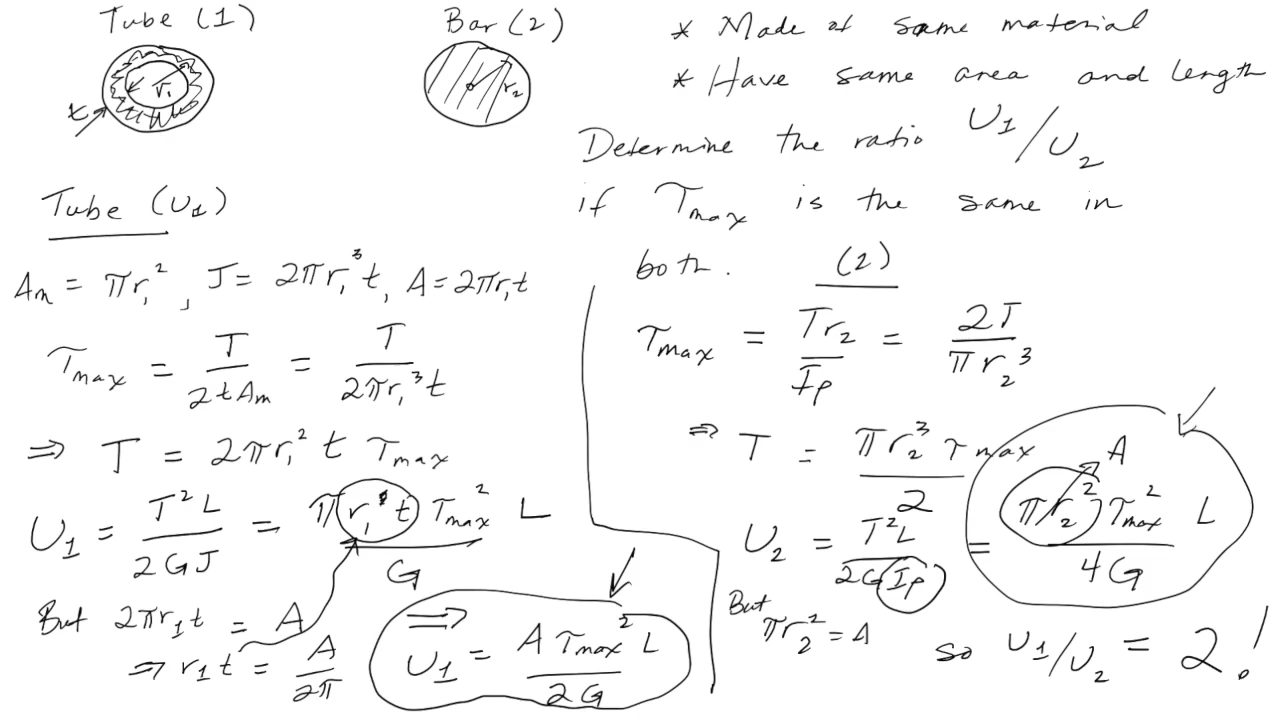 Tube (1)
r₁
t
Bar (2)
r₂
* Made of same material
* Have same area and length
Determine the ratio U₁/U₂
if τmax is the same in
both.
Tube (U₁)
Am = πr₁², J = 2πr₁³t, A = 2πr₁t
τmax = T/(2tAm) = T/(2πr₁³t)
⇒ T = 2πr₁² t τmax
U₁ = T²L/(2GJ) = πr₁t τmax² L/G
But 2πr₁t = A
⇒ r₁t = A/(2π)
⇒ U₁ = A τmax² L/(2G)
(2)
τmax = Tr₂/Ip = 2T/(πr₂³)
⇒ T = πr₂³ τmax/2
A
U₂ = T²L/(2GIp) = πr₂² τmax² L/(4G)
But πr₂² = A
so U₁/U₂ = 2!